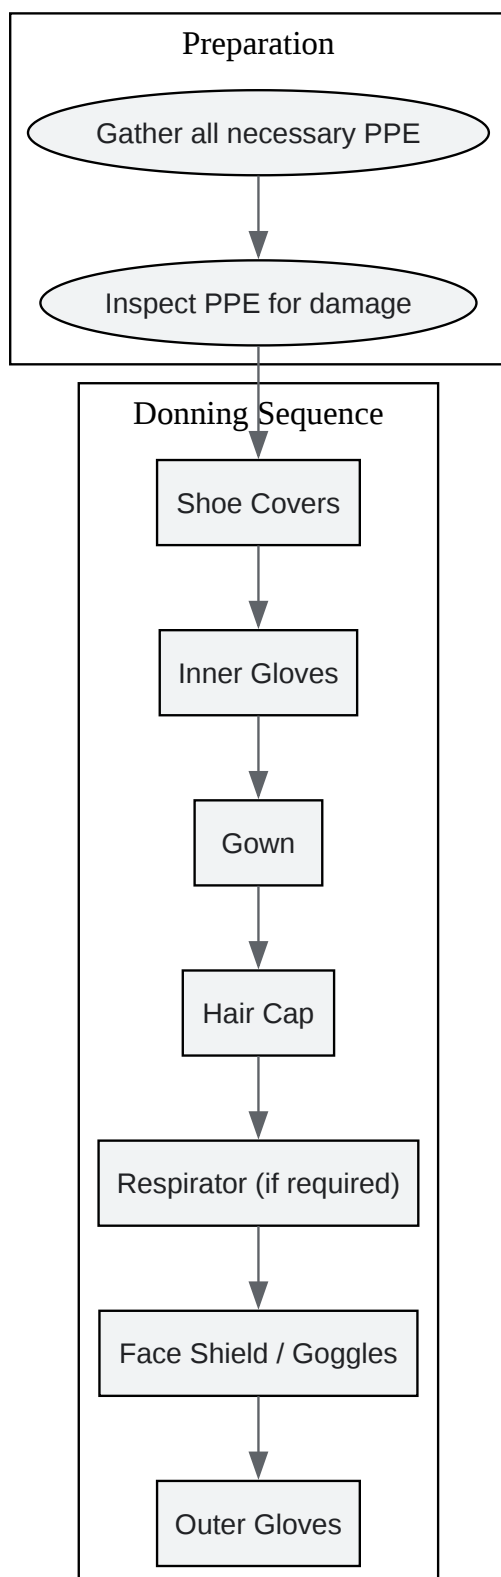 Preparation
Gather all necessary PPE
Inspect PPE for damage
Donning Sequence
Shoe Covers
Inner Gloves
Gown
Hair Cap
Respirator (if required)
Face Shield / Goggles
Outer Gloves